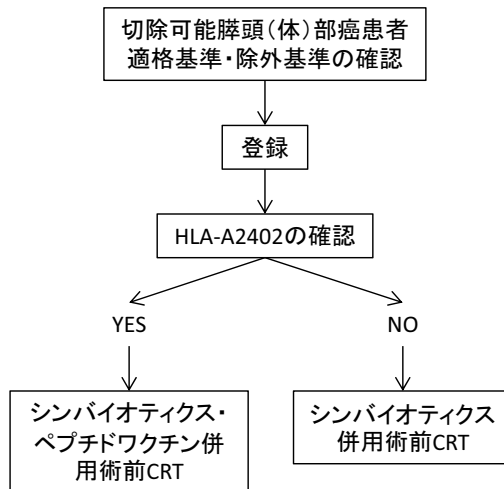 切除可能膵頭（体）部癌患者
適格基準・除外基準の確認
登録
HLA-A2402の確認
YES
NO
シンバイオティクス・
ペプチドワクチン併
用術前CRT
シンバイオティクス
併用術前CRT